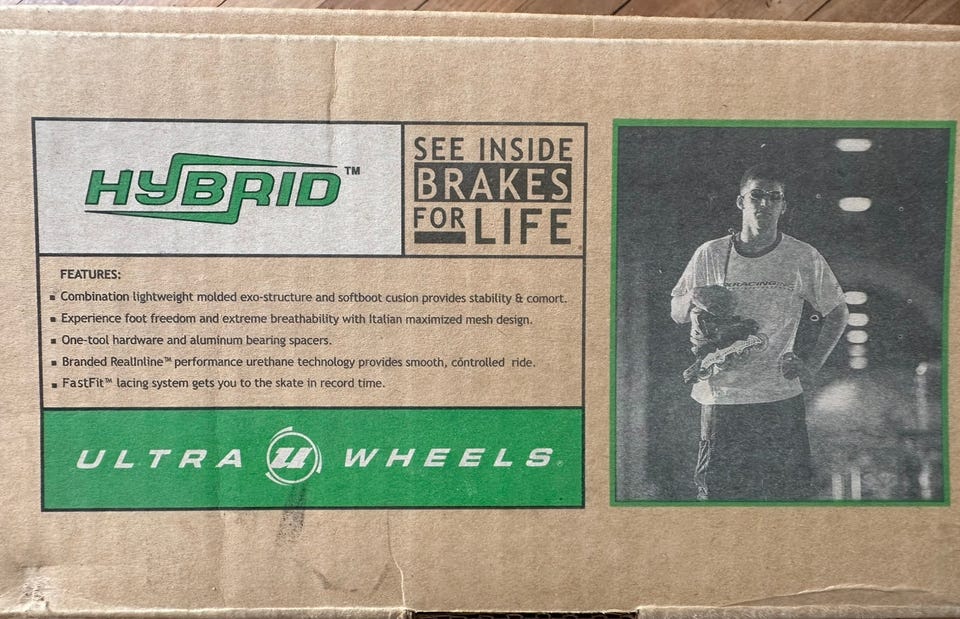 HYBRID™
SEE INSIDE
BRAKES
FOR LIFE
FEATURES:
▪ Combination lightweight molded exo-structure and softboot cusion provides stability & comort.
▪ Experience foot freedom and extreme breathability with Italian maximized mesh design.
▪ One-tool hardware and aluminum bearing spacers.
▪ Branded RealInline™ performance urethane technology provides smooth, controlled ride.
▪ FastFit™ lacing system gets you to the skate in record time.
ULTRA U WHEELS®